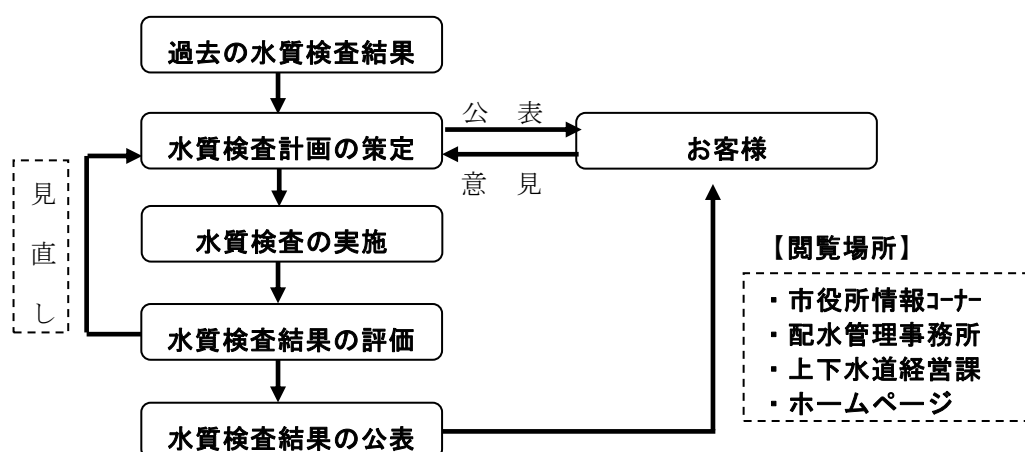 過去の水質検査結果
公 表
水質検査計画の策定
お客様
意 見
見直し
水質検査の実施
【閲覧場所】
・市役所情報ｺｰﾅｰ
・配水管理事務所
水質検査結果の評価
・上下水道経営課
・ホームページ
水質検査結果の公表